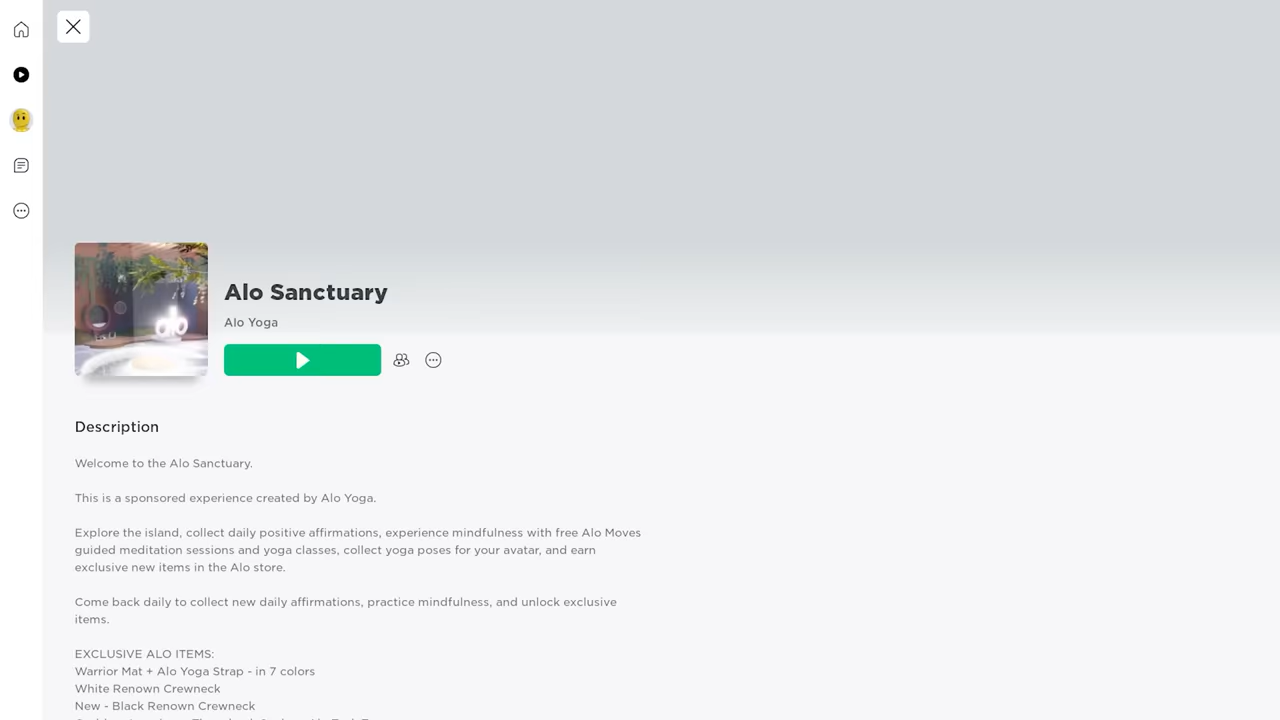 Alo Sanctuary
Alo Yoga
alo
Description
Welcome to the Alo Sanctuary.
This is a sponsored experience created by Alo Yoga.
Explore the island, collect daily positive affirmations, experience mindfulness with free Alo Moves
guided meditation sessions and yoga classes, collect yoga poses for your avatar, and earn
exclusive new items in the Alo store.
Come back daily to collect new daily affirmations, practice mindfulness, and unlock exclusive
items.
EXCLUSIVE ALO ITEMS:
Warrior Mat + Alo Yoga Strap - in 7 colors
White Renown Crewneck
New - Black Renown Crewneck